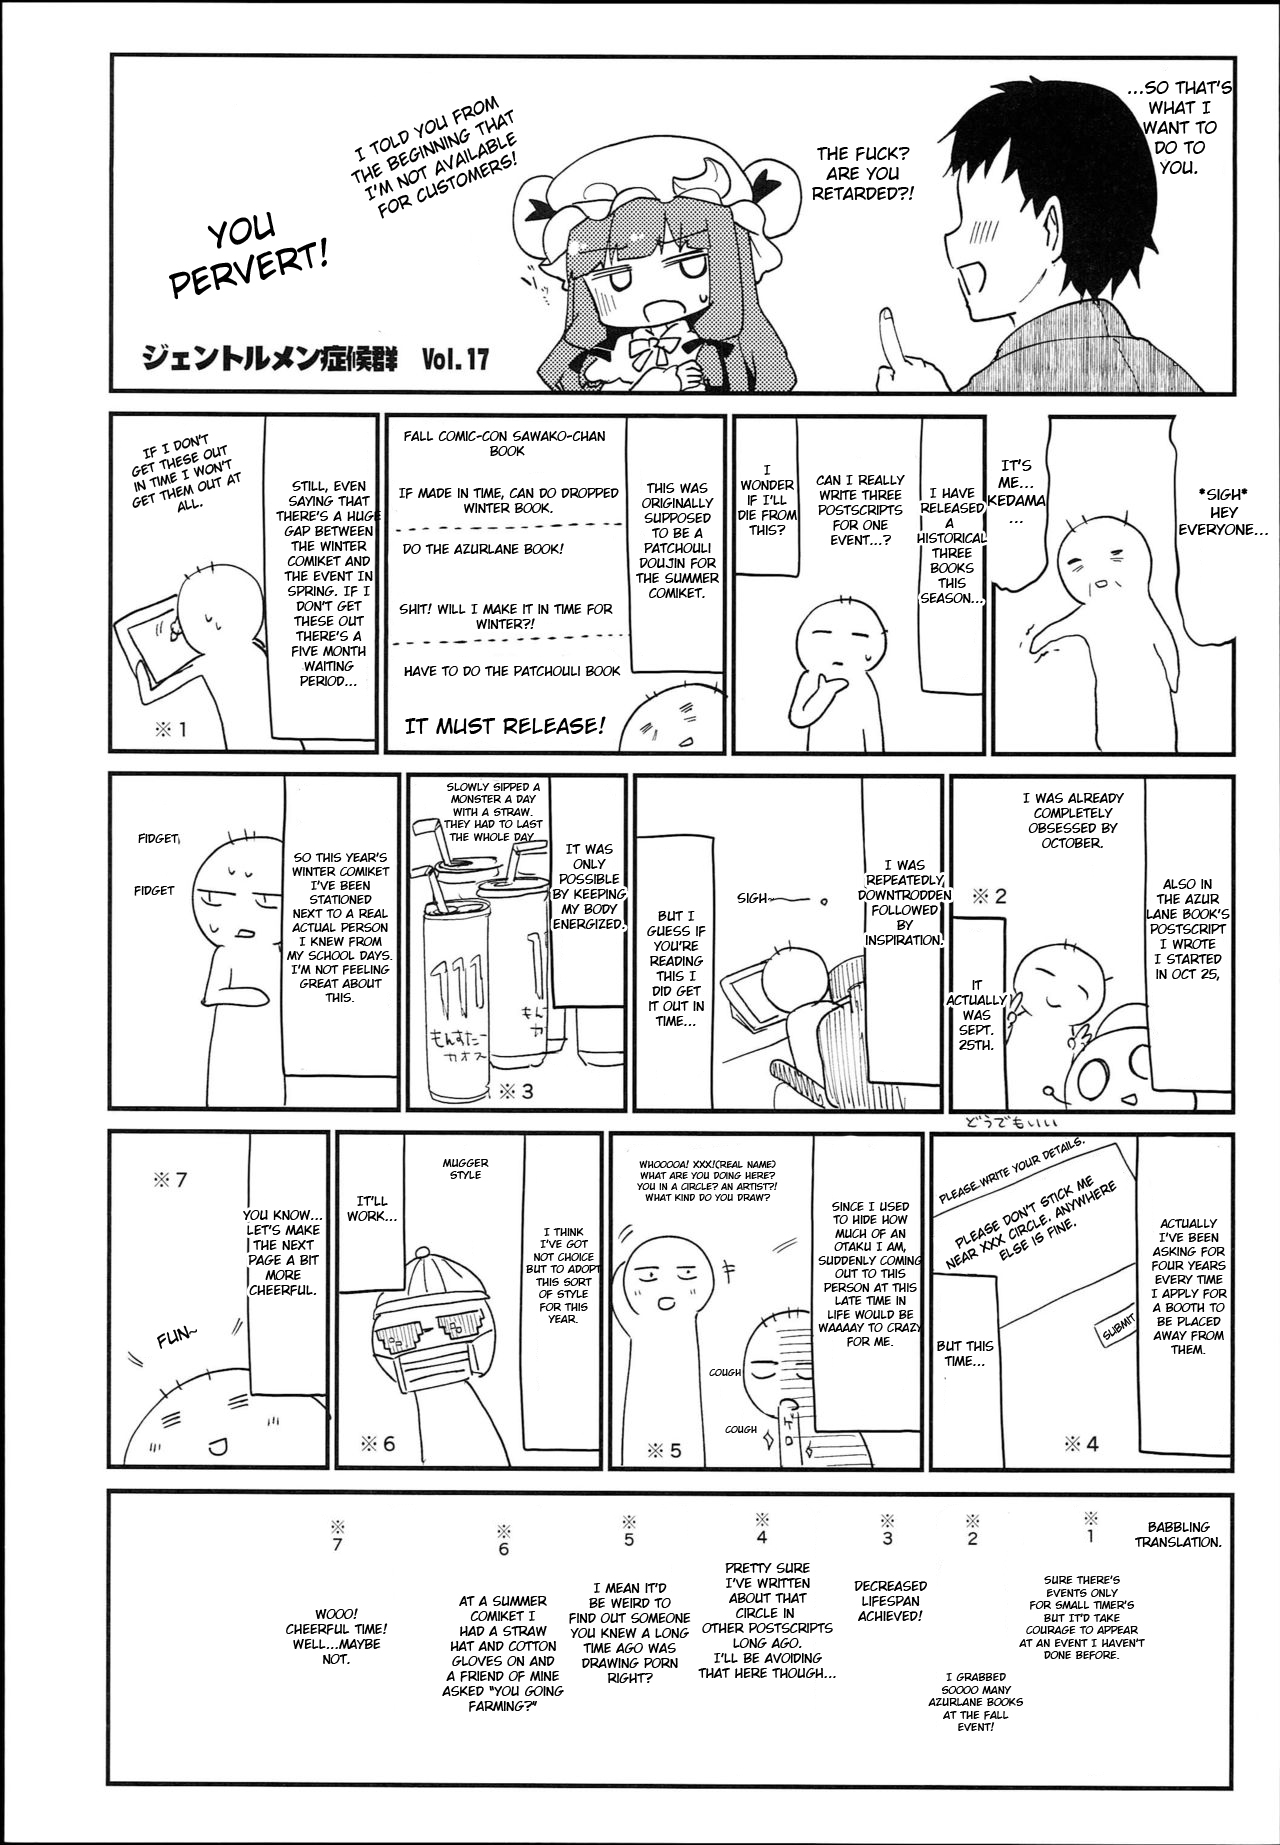 ...SO THAT'S
WHAT I
WANT TO
DO TO
YOU.
THE FUCK?
ARE YOU
RETARDED?!
I TOLD YOU FROM
THE BEGINNING THAT
I'M NOT AVAILABLE
FOR CUSTOMERS!
YOU
PERVERT!
ジェントルメン症候群 Vol.17
*SIGH*
HEY
EVERYONE...
IT'S
ME...
KEDAMA
...
I HAVE
RELEASED
A
HISTORICAL
THREE
BOOKS
THIS
SEASON...
CAN I REALLY
WRITE THREE
POSTSCRIPTS
FOR ONE
EVENT...?
I
WONDER
IF I'LL
DIE FROM
THIS?
THIS WAS
ORIGINALLY
SUPPOSED
TO BE A
PATCHOULI
DOUJIN FOR
THE SUMMER
COMIKET.
FALL COMIC-CON SAWAKO-CHAN
BOOK
IF MADE IN TIME, CAN DO DROPPED
WINTER BOOK.
DO THE AZURLANE BOOK!
SHIT! WILL I MAKE IT IN TIME FOR
WINTER?!
HAVE TO DO THE PATCHOULI BOOK
IT MUST RELEASE!
STILL, EVEN
SAYING THAT
THERE'S A HUGE
GAP BETWEEN
THE WINTER
COMIKET AND
THE EVENT IN
SPRING. IF I
DON'T GET
THESE OUT
THERE'S A
FIVE MONTH
WAITING
PERIOD...
IF I DON'T
GET THESE OUT
IN TIME I WON'T
GET THEM OUT AT
ALL.
※1
I WAS ALREADY
COMPLETELY
OBSESSED BY
OCTOBER.
ALSO IN
THE AZUR
LANE BOOK'S
POSTSCRIPT
I WROTE
I STARTED
IN OCT 25,
※2
IT
ACTUALLY
WAS
SEPT.
25TH.
どうでもいい
I WAS
REPEATEDLY
DOWNTRODDEN
FOLLOWED
BY
INSPIRATION.
SIGH~
BUT I
GUESS IF
YOU'RE
READING
THIS I
DID GET
IT OUT IN
TIME...
IT WAS
ONLY
POSSIBLE
BY KEEPING
MY BODY
ENERGIZED.
SLOWLY SIPPED A
MONSTER A DAY
WITH A STRAW.
THEY HAD TO LAST
THE WHOLE DAY
もんすたー
カオス
もん
カ
※3
SO THIS YEAR'S
WINTER COMIKET
I'VE BEEN
STATIONED
NEXT TO A REAL
ACTUAL PERSON
I KNEW FROM
MY SCHOOL DAYS.
I'M NOT FEELING
GREAT ABOUT
THIS.
FIDGET
FIDGET
ACTUALLY
I'VE BEEN
ASKING FOR
FOUR YEARS
EVERY TIME
I APPLY FOR
A BOOTH TO
BE PLACED
AWAY FROM
THEM.
PLEASE WRITE YOUR DETAILS.
PLEASE DON'T STICK ME
NEAR XXX CIRCLE. ANYWHERE
ELSE IS FINE.
SUBMIT
BUT THIS
TIME...
※4
SINCE I USED
TO HIDE HOW
MUCH OF AN
OTAKU I AM,
SUDDENLY COMING
OUT TO THIS
PERSON AT THIS
LATE TIME IN
LIFE WOULD BE
WAAAAY TO CRAZY
FOR ME.
WHOOOOA! XXX!(REAL NAME)
WHAT ARE YOU DOING HERE?
YOU IN A CIRCLE? AN ARTIST?!
WHAT KIND DO YOU DRAW?
COUGH
COUGH
※5
I THINK
I'VE GOT
NOT CHOICE
BUT TO ADOPT
THIS SORT
OF STYLE
FOR THIS
YEAR.
MUGGER
STYLE
IT'LL
WORK...
※6
YOU KNOW...
LET'S MAKE
THE NEXT
PAGE A BIT
MORE
CHEERFUL.
※7
FUN~
BABBLING
TRANSLATION.
※
1
SURE THERE'S
EVENTS ONLY
FOR SMALL TIMER'S
BUT IT'D TAKE
COURAGE TO APPEAR
AT AN EVENT I HAVEN'T
DONE BEFORE.
※
2
I GRABBED
SOOOO MANY
AZURLANE BOOKS
AT THE FALL
EVENT!
※
3
DECREASED
LIFESPAN
ACHIEVED!
※
4
PRETTY SURE
I'VE WRITTEN
ABOUT THAT
CIRCLE IN
OTHER POSTSCRIPTS
LONG AGO.
I'LL BE AVOIDING
THAT HERE THOUGH...
※
5
I MEAN IT'D
BE WEIRD TO
FIND OUT SOMEONE
YOU KNEW A LONG
TIME AGO WAS
DRAWING PORN
RIGHT?
※
6
AT A SUMMER
COMIKET I
HAD A STRAW
HAT AND COTTON
GLOVES ON AND
A FRIEND OF MINE
ASKED "YOU GOING
FARMING?"
※
7
WOOO!
CHEERFUL TIME!
WELL...MAYBE
NOT.